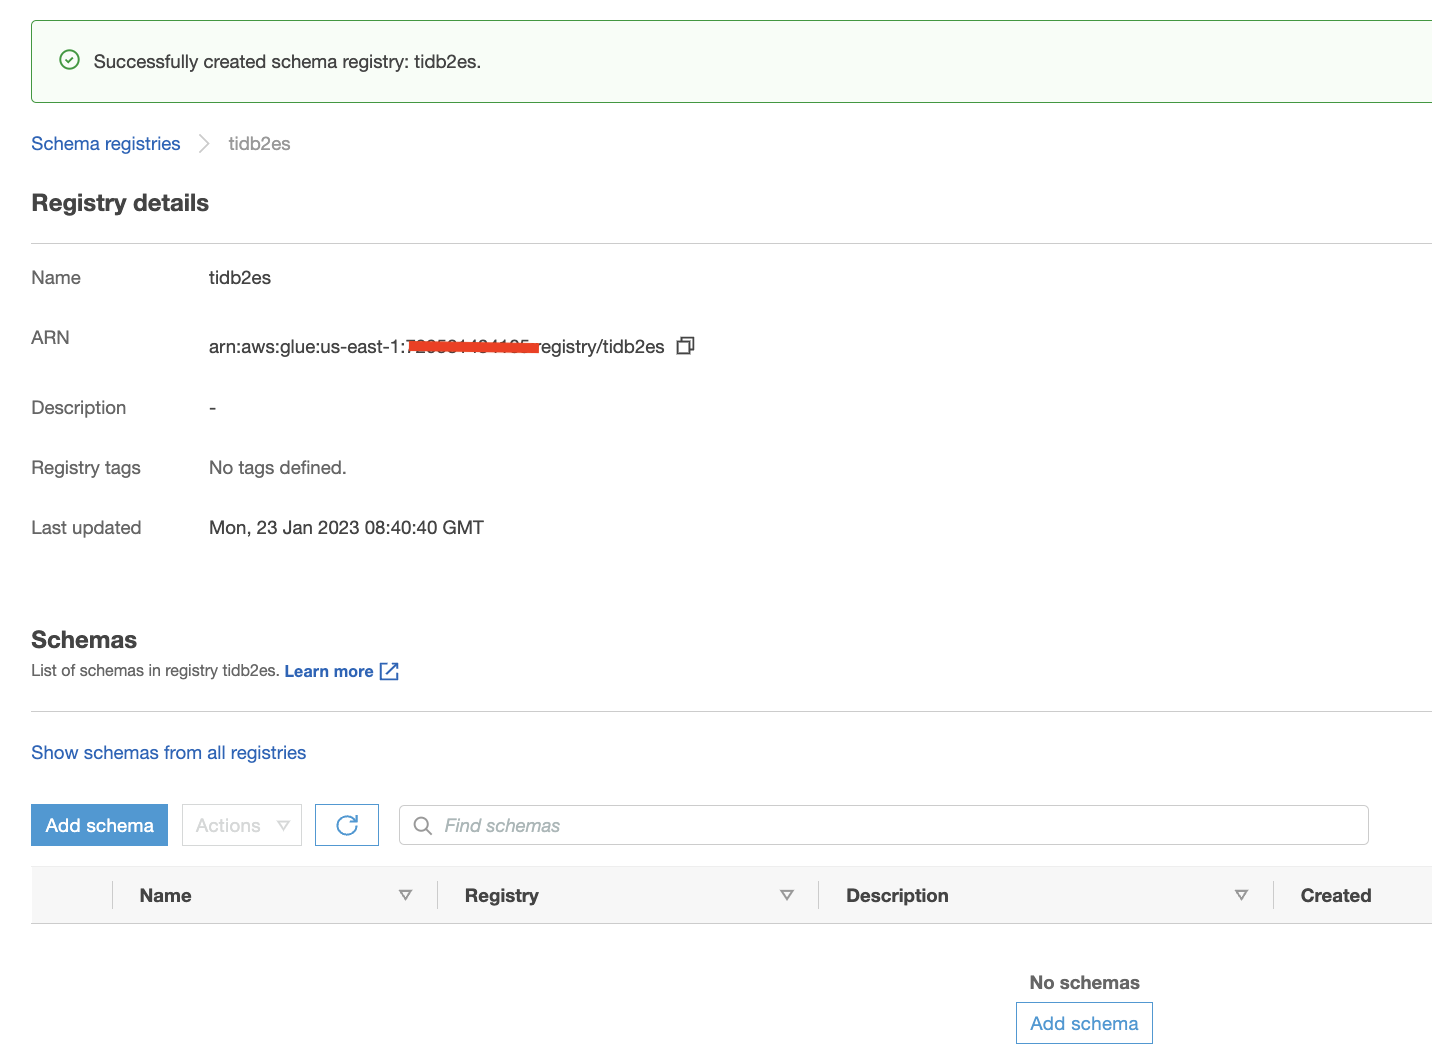 Successfully created schema registry: tidb2es.
Schema registries tidb2es
Registry details
Name tidb2es
ARN arn:aws:glue:us-east-1: registry/tidb2es
Description -
Registry tags No tags defined.
Last updated Mon, 23 Jan 2023 08:40:40 GMT
Schemas
List of schemas in registry tidb2es. Learn more
Show schemas from all registries
Add schema Actions Find schemas
Name Registry Description Created
No schemas
Add schema